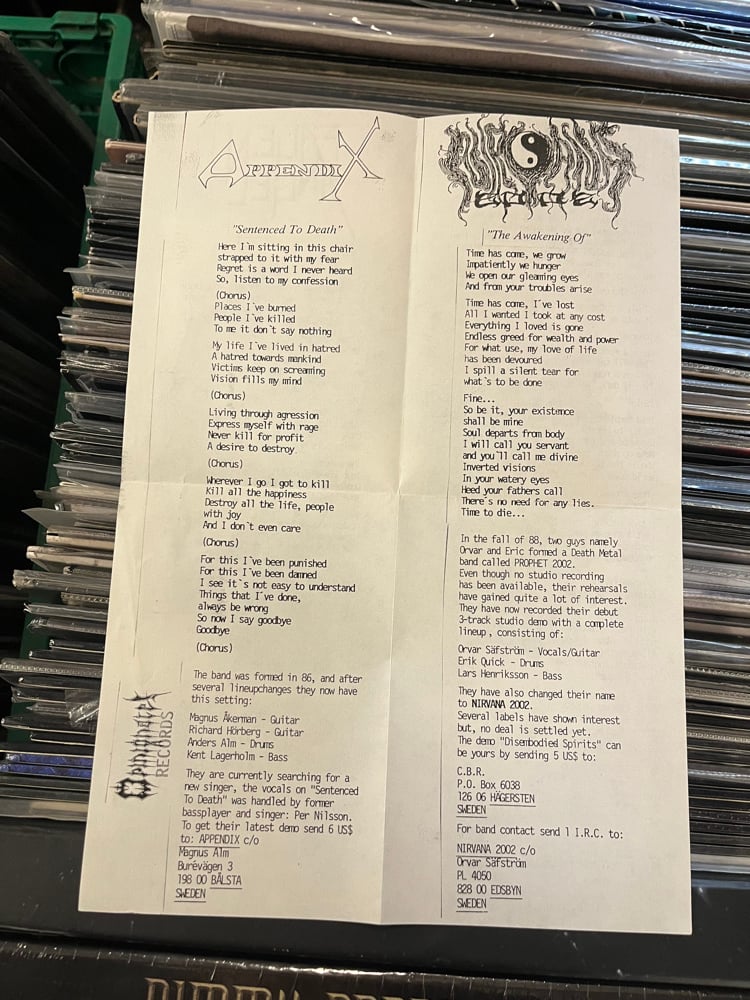 APPENDIX
"Sentenced To Death"
Here I`m sitting in this chair
strapped to it with my fear
Regret is a word I never heard
So, listen to my confession
(Chorus)
Places I`ve burned
People I`ve killed
To me it don`t say nothing
My life I`ve lived in hatred
A hatred towards mankind
Victims keep on screaming
Vision fills my mind
(Chorus)
Living through agression
Express myself with rage
Never kill for profit
A desire to destroy.
(Chorus)
Wherever I go I got to kill
Kill all the happiness
Destroy all the life, people
with joy
And I don`t even care
(Chorus)
For this I`ve been punished
For this I`ve been damned
I see it`s not easy to understand
Things that I´ve done,
always be wrong
So now I say goodbye
Goodbye
(Chorus)
The band was formed in 86, and after
several lineupchanges they now have
this setting:
Magnus Åkerman - Guitar
Richard Hörberg - Guitar
Anders Alm - Drums
Kent Lagerholm - Bass
They are currently searching for a
new singer, the vocals on "Sentenced
To Death" was handled by former
bassplayer and singer: Per Nilsson.
To get their latest demo send 6 US$
to: APPENDIX c/o
Magnus Alm
Burevägen 3
198 00 BÅLSTA
SWEDEN
RECORDS
"The Awakening Of"
Time has come, we grow
Impatiently we hunger
We open our gleaming eyes
And from your troubles arise
Time has come, I´ve lost
All I wanted I took at any cost
Everything I loved is gone
Endless greed for wealth and power
For what use, my love of life
has been devoured
I spill a silent tear for
what`s to be done
Fine...
So be it, your existence
shall be mine
Soul departs from body
I will call you servant
and you`ll call me divine
Inverted visions
In your watery eyes
Heed your fathers call
There`s no need for any lies.
Time to die...
In the fall of 88, two guys namely
Orvar and Eric formed a Death Metal
band called PROPHET 2002.
Even though no studio recording
has been available, their rehearsals
have gained quite a lot of interest.
They have now recorded their debut
3-track studio demo with a complete
lineup, consisting of:
Orvar Säfström - Vocals/Guitar
Erik Quick - Drums
Lars Henriksson - Bass
They have also changed their name
to NIRVANA 2002.
Several labels have shown interest
but, no deal is settled yet.
The demo "Disembodied Spirits" can
be yours by sending 5 US$ to:
C.B.R.
P.O. Box 6038
126 06 HÄGERSTEN
SWEDEN
For band contact send 1 I.R.C. to:
NIRVANA 2002 c/o
Orvar Säfström
PL 4050
828 00 EDSBYN
SWEDEN